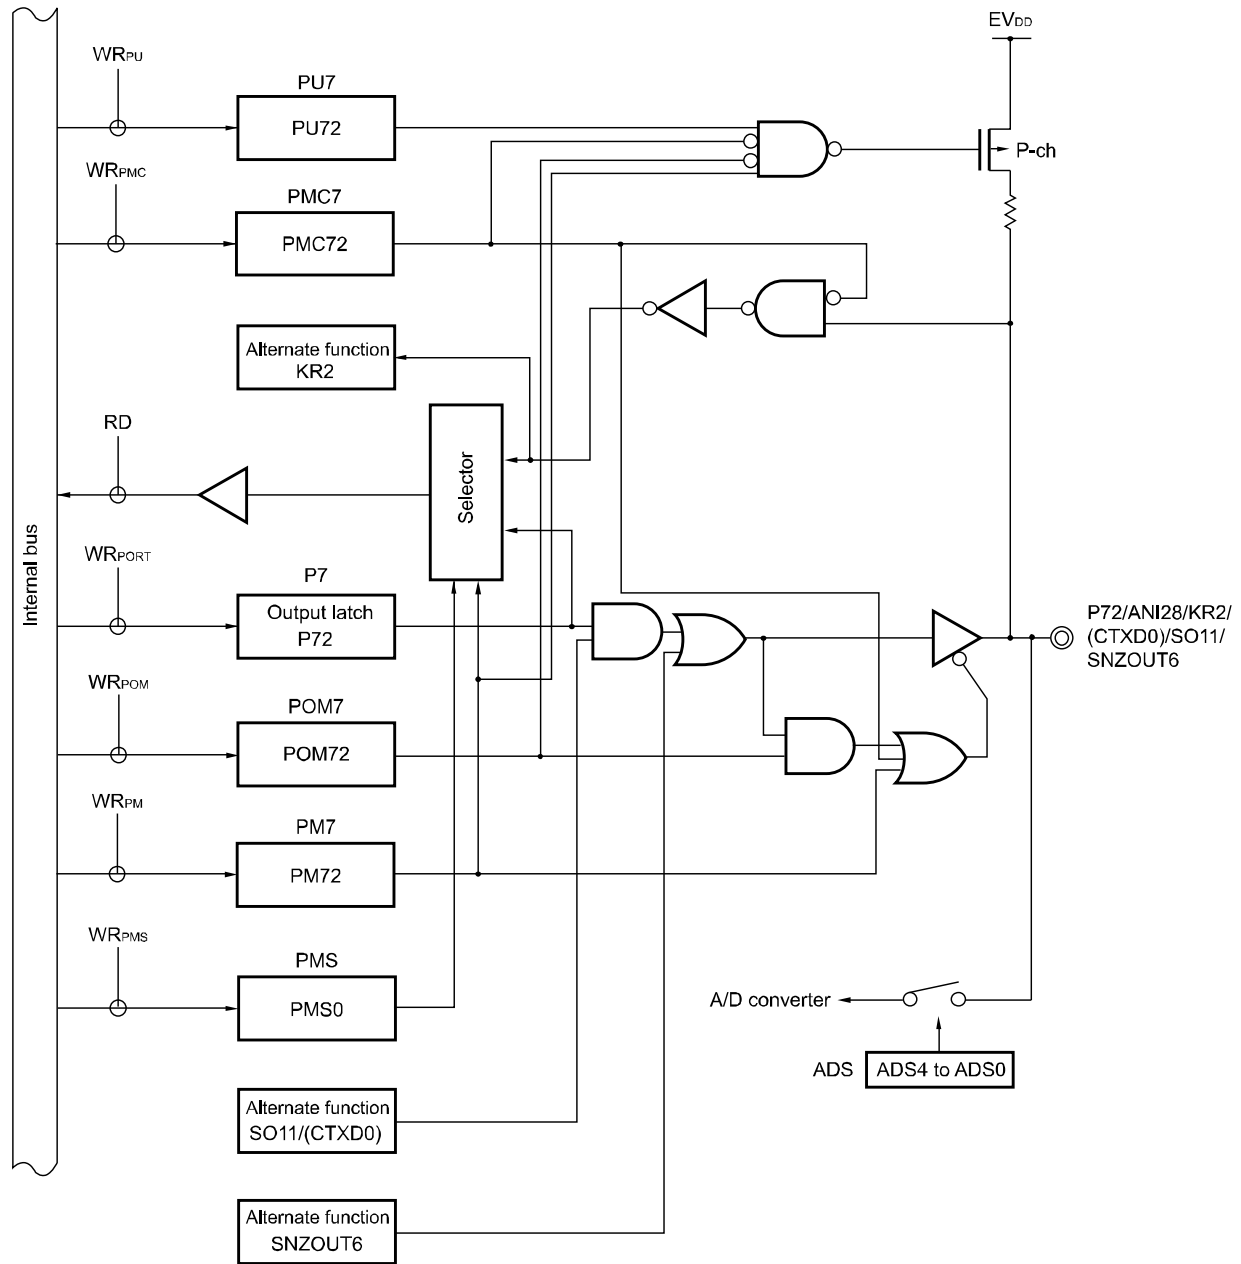 EVDD
WRPU
PU7
PU72
P-ch
WRPMC
PMC7
PMC72
Alternate function
KR2
RD
Selector
Internal bus
WRPORT
P7
Output latch
P72
P72/ANI28/KR2/
(CTXD0)/SO11/
SNZOUT6
WRPOM
POM7
POM72
WRPM
PM7
PM72
WRPMS
PMS
PMS0
A/D converter
ADS
ADS4 to ADS0
Alternate function
SO11/(CTXD0)
Alternate function
SNZOUT6